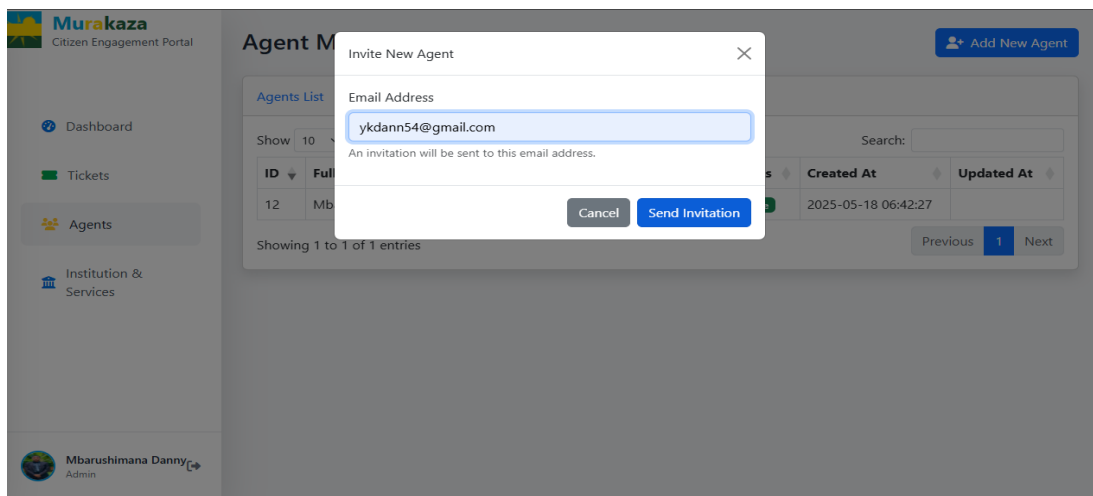 Murakaza
Citizen Engagement Portal
Dashboard
Tickets
Agents
Institution &
Services
Mbarushimana Danny
Admin
Agent M
Add New Agent
Invite New Agent
Email Address
ykdann54@gmail.com
An invitation will be sent to this email address.
Cancel Send Invitation
Agents List
Show 10 Search:
ID Full s Created At Updated At
12 Mb 2025-05-18 06:42:27
Showing 1 to 1 of 1 entries
Previous 1 Next